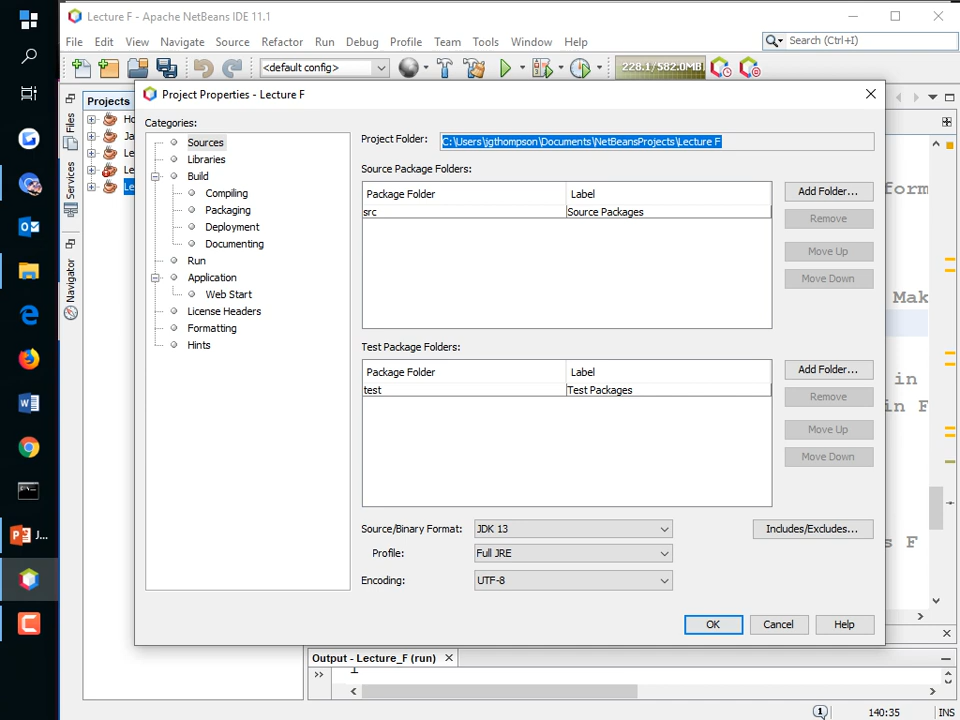 Lecture F - Apache NetBeans IDE 11.1
File Edit View Navigate Source Refactor Run Debug Profile Team Tools Window Help
Search (Ctrl+I)
<default config>
228.1/582.0MB
Projects
Files
Services
Navigator
Ho
Ja
Le
Le
Le
Project Properties - Lecture F
Categories:
Sources
Libraries
Build
Compiling
Packaging
Deployment
Documenting
Run
Application
Web Start
License Headers
Formatting
Hints
Project Folder: C:\Users\jgthompson\Documents\NetBeansProjects\Lecture F
Source Package Folders:
Package Folder Label
src Source Packages
Add Folder...
Remove
Move Up
Move Down
Test Package Folders:
Package Folder Label
test Test Packages
Add Folder...
Remove
Move Up
Move Down
Source/Binary Format: JDK 13
Includes/Excludes...
Profile: Full JRE
Encoding: UTF-8
OK Cancel Help
form
Mak
in
in F
s F
Output - Lecture_F (run)
J...
140:35 INS